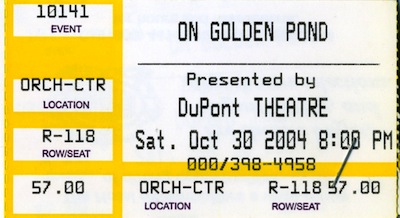 10141
EVENT
ORCH-CTR
LOCATION
R-118
ROW/SEAT
57.00
ON GOLDEN POND
Presented by
DuPont THEATRE
Sat. Oct 30 2004 8:00 PM
000/398-4958
ORCH-CTR R-118 57.00
LOCATION ROW/SEAT